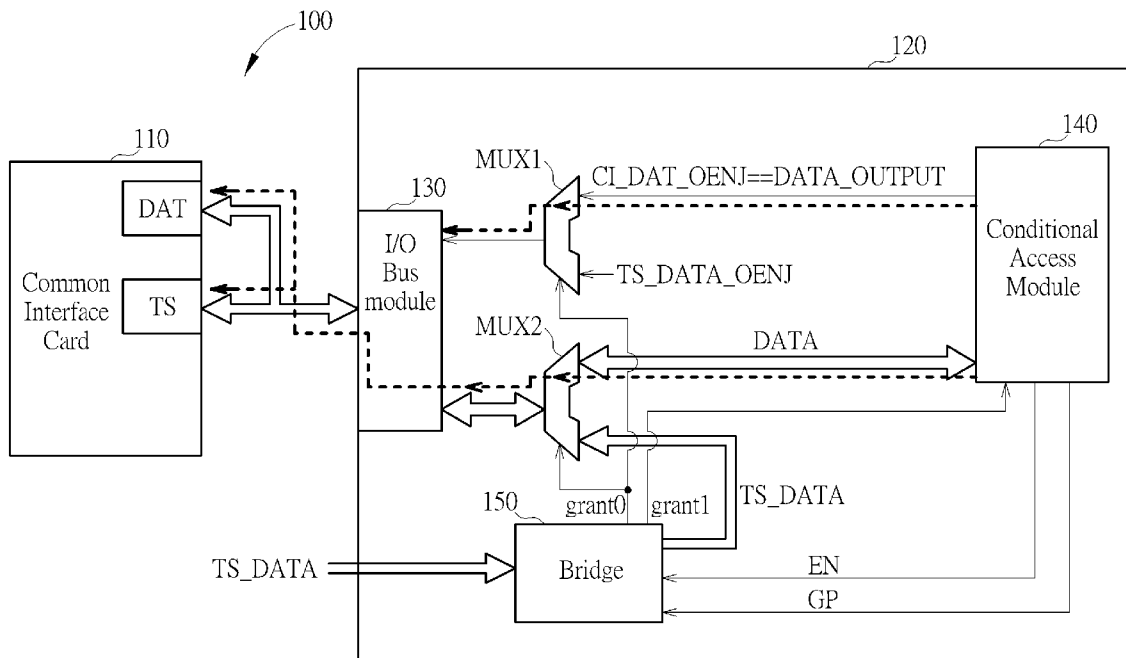 100
120
110
DAT
TS
Common
Interface
Card
130
I/O
Bus
module
MUX1
CI_DAT_OENJ==DATA_OUTPUT
TS_DATA_OENJ
140
Conditional
Access
Module
MUX2
DATA
grant0
grant1
TS_DATA
150
Bridge
TS_DATA
EN
GP